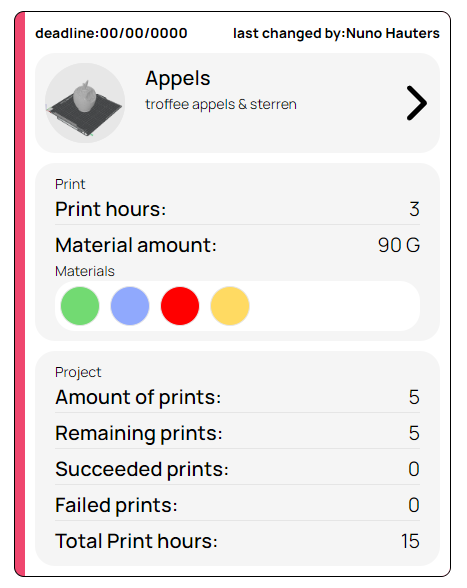 deadline:00/00/0000 last changed by:Nuno Hauters
Appels
troffee appels & sterren
Print
Print hours: 3
Material amount: 90 G
Materials
Project
Amount of prints: 5
Remaining prints: 5
Succeeded prints: 0
Failed prints: 0
Total Print hours: 15